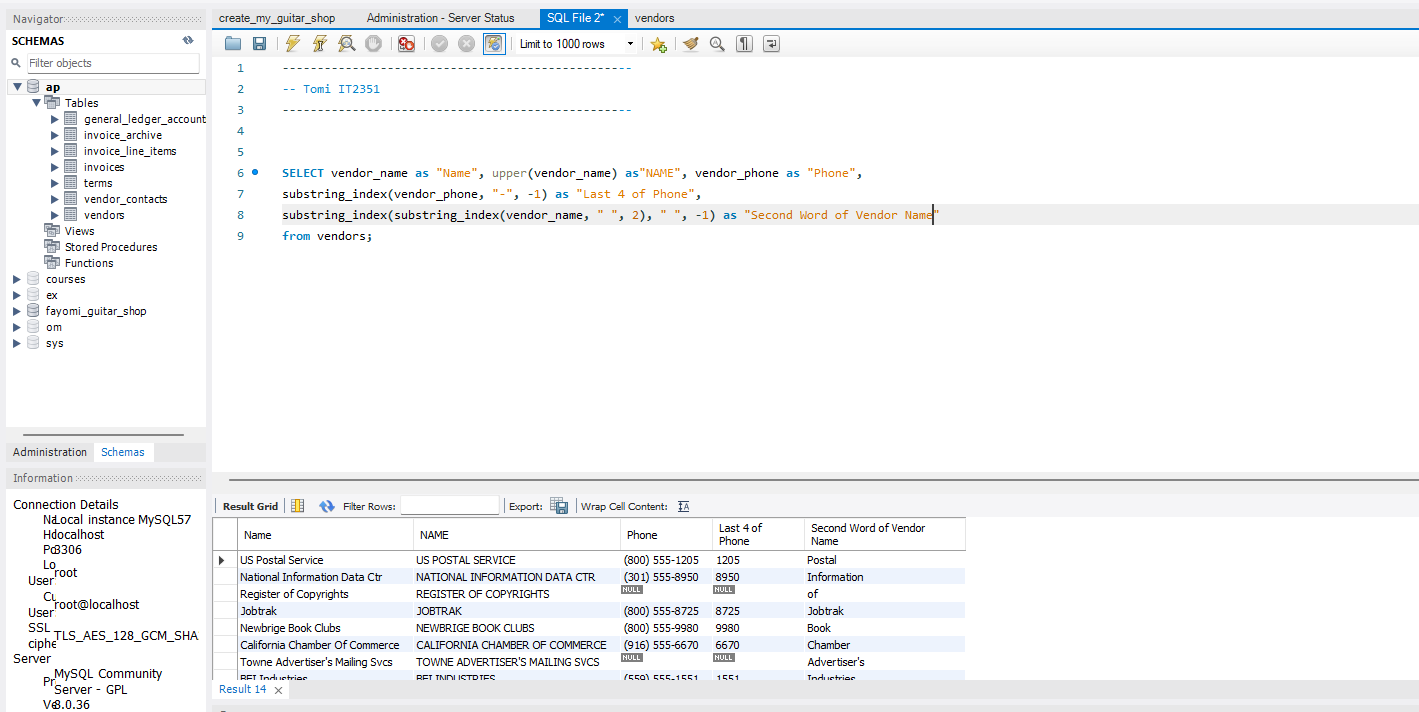 Navigator
SCHEMAS
Filter objects
ap
Tables
general_ledger_account
invoice_archive
invoice_line_items
invoices
terms
vendor_contacts
vendors
Views
Stored Procedures
Functions
courses
ex
fayomi_guitar_shop
om
sys
Administration Schemas
Information
Connection Details
Local instance MySQL57
localhost
3306
Lo
root
User
Cu
root@localhost
User
SSL
TLS_AES_128_GCM_SHA
ciphe
Server
MySQL Community
Pr
Server - GPL
8.0.36
create_my_guitar_shop Administration - Server Status SQL File 2* vendors
Limit to 1000 rows
1 --------------------------------------------------
2 -- Tomi IT2351
3 --------------------------------------------------
4
5
6 SELECT vendor_name as "Name", upper(vendor_name) as"NAME", vendor_phone as "Phone",
7 substring_index(vendor_phone, "-", -1) as "Last 4 of Phone",
8 substring_index(substring_index(vendor_name, " ", 2), " ", -1) as "Second Word of Vendor Name"
9 from vendors;
Result Grid Filter Rows: Export: Wrap Cell Content: IA
Name NAME Phone Last 4 of Phone Second Word of Vendor Name
US Postal Service US POSTAL SERVICE (800) 555-1205 1205 Postal
National Information Data Ctr NATIONAL INFORMATION DATA CTR (301) 555-8950 8950 Information
Register of Copyrights REGISTER OF COPYRIGHTS NULL NULL of
Jobtrak JOBTRAK (800) 555-8725 8725 Jobtrak
Newbrige Book Clubs NEWBRIGE BOOK CLUBS (800) 555-9980 9980 Book
California Chamber Of Commerce CALIFORNIA CHAMBER OF COMMERCE (916) 555-6670 6670 Chamber
Towne Advertiser's Mailing Svcs TOWNE ADVERTISER'S MAILING SVCS NULL NULL Advertiser's
BFI Industries BFI INDUSTRIES (559) 555-1551 1551 Industries
Result 14